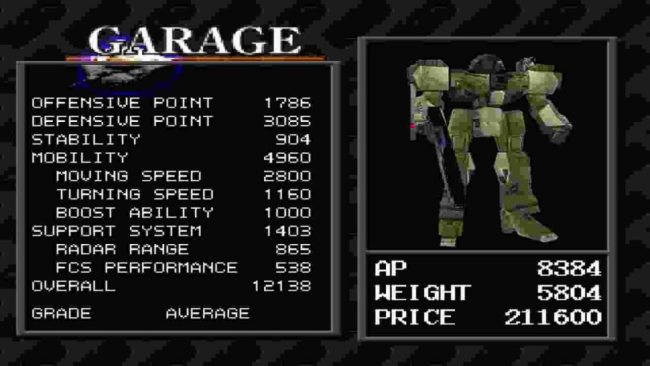 GARAGE
OFFENSIVE POINT 1786
DEFENSIVE POINT 3085
STABILITY 904
MOBILITY 4960
MOVING SPEED 2800
TURNING SPEED 1160
BOOST ABILITY 1000
SUPPORT SYSTEM 1403
RADAR RANGE 865
FCS PERFORMANCE 538
OVERALL 12138
GRADE AVERAGE
AP 8384
WEIGHT 5804
PRICE 211600